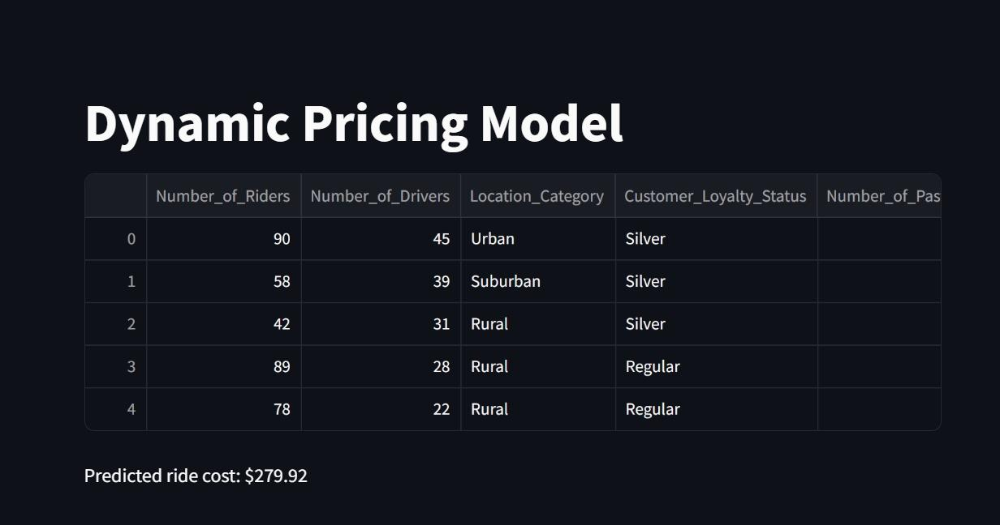 Dynamic Pricing Model
Number_of_Riders Number_of_Drivers Location_Category Customer_Loyalty_Status Number_of_Pas
0 90 45 Urban Silver
1 58 39 Suburban Silver
2 42 31 Rural Silver
3 89 28 Rural Regular
4 78 22 Rural Regular
Predicted ride cost: $279.92